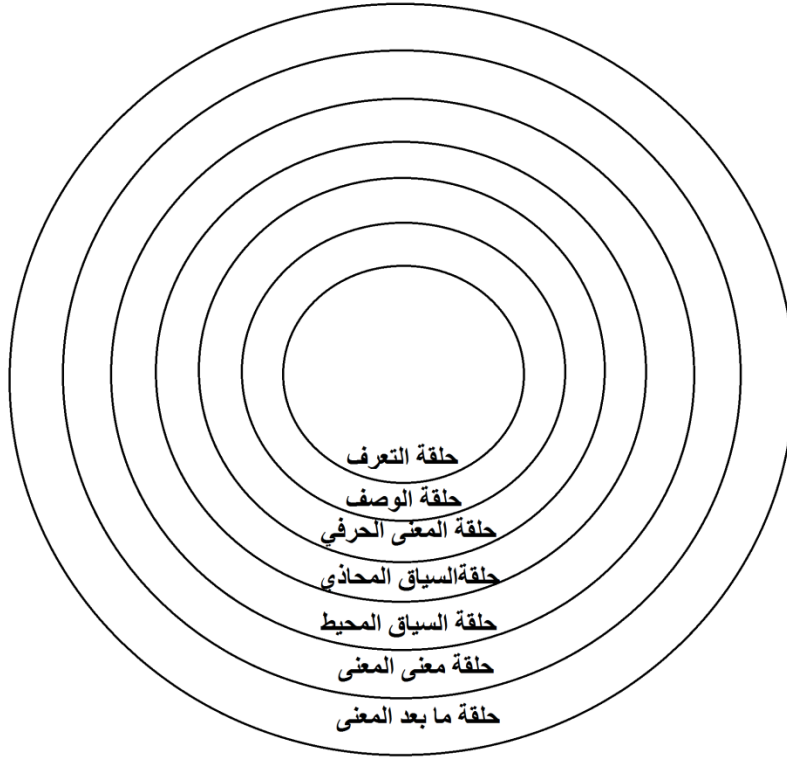 حلقة التعرف
حلقة الوصف
حلقة المعنى الحرفي
حلقةالسياق المحاذي
حلقة السياق المحيط
حلقة معنى المعنى
حلقة ما بعد المعنى